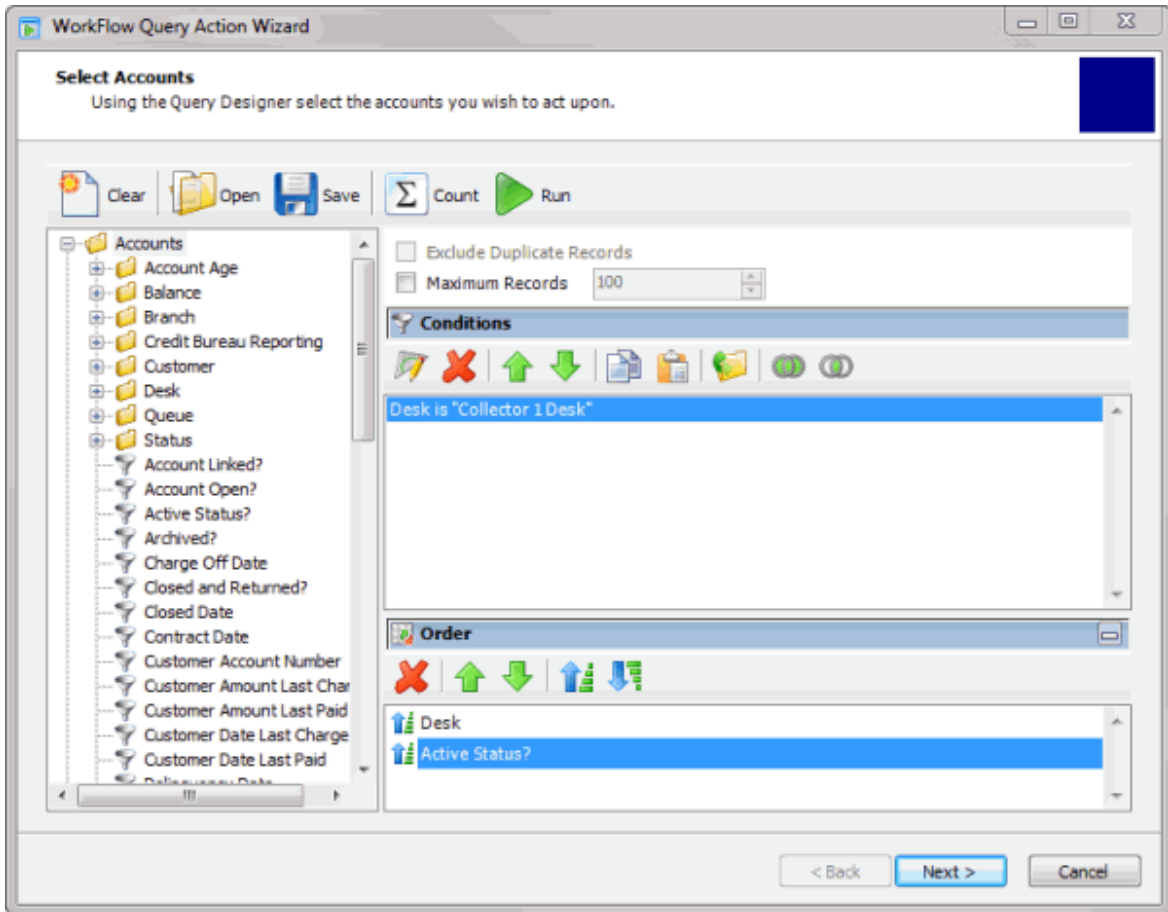 WorkFlow Query Action Wizard
Select Accounts
Using the Query Designer select the accounts you wish to act upon.
Clear Open Save Count Run
Accounts
Account Age
Balance
Branch
Credit Bureau Reporting
Customer
Desk
Queue
Status
Account Linked?
Account Open?
Active Status?
Archived?
Charge Off Date
Closed and Returned?
Closed Date
Contract Date
Customer Account Number
Customer Amount Last Char
Customer Amount Last Paid
Customer Date Last Charge
Customer Date Last Paid
Delinquency Date
Exclude Duplicate Records
Maximum Records 100
Conditions
Desk is "Collector 1 Desk"
Order
Desk
Active Status?
< Back Next > Cancel